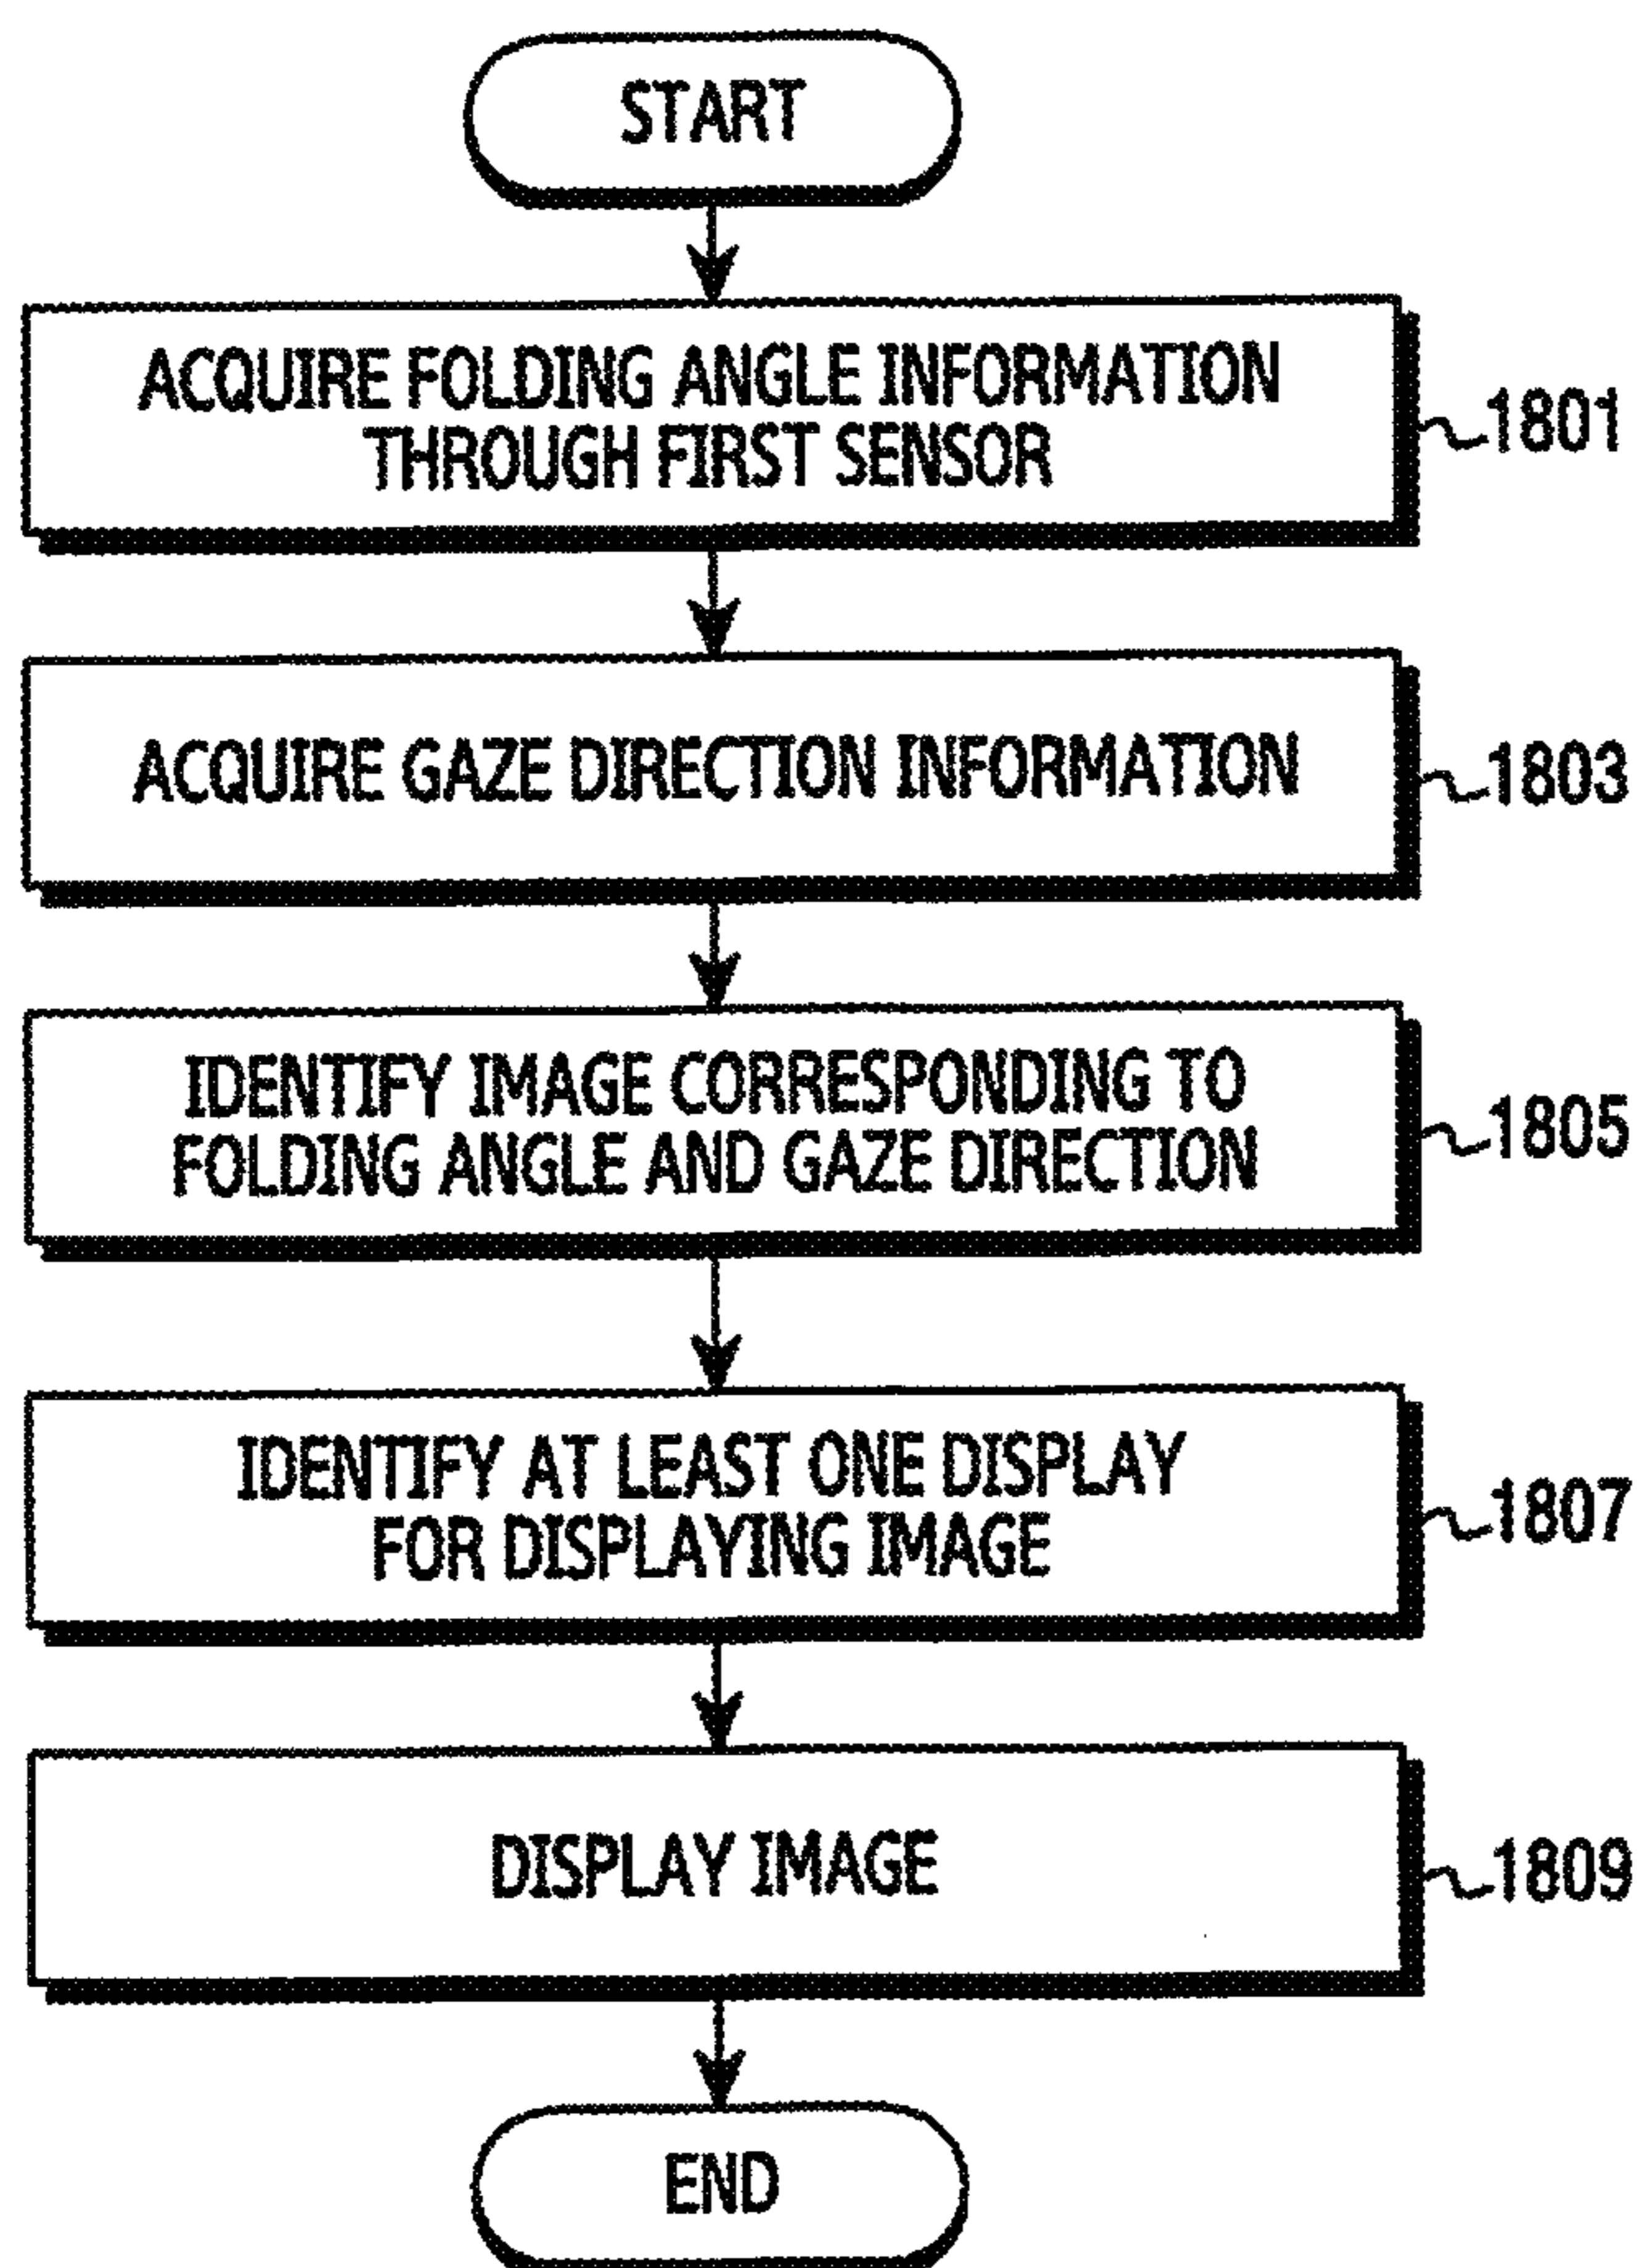 START
ACQUIRE FOLDING ANGLE INFORMATION
THROUGH FIRST SENSOR
1801
ACQUIRE GAZE DIRECTION INFORMATION
1803
IDENTIFY IMAGE CORRESPONDING TO
FOLDING ANGLE AND GAZE DIRECTION
1805
IDENTIFY AT LEAST ONE DISPLAY
FOR DISPLAYING IMAGE
1807
DISPLAY IMAGE
1809
END